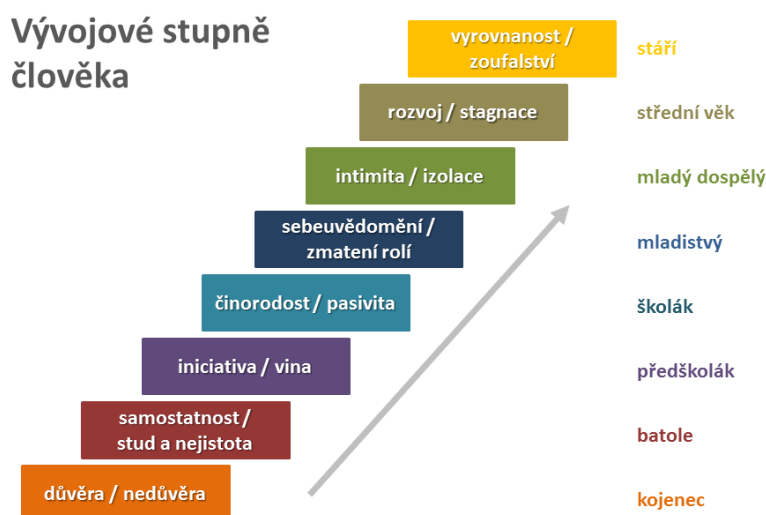 Vývojové stupně
člověka
vyrovnanost /
zoufalství
stáří
rozvoj / stagnace
střední věk
intimita / izolace
mladý dospělý
sebeuvědomění /
zmatení rolí
mladistvý
činorodost / pasivita
školák
iniciativa / vina
předškolák
samostatnost /
stud a nejistota
batole
důvěra / nedůvěra
kojenec